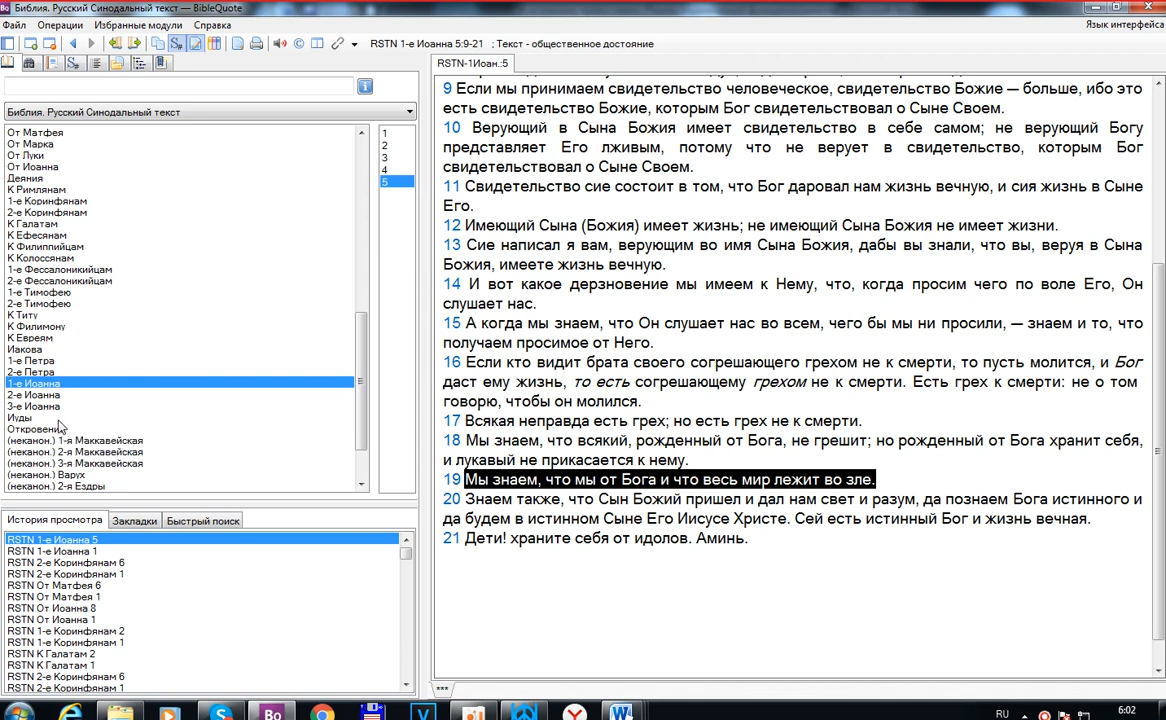 Библия. Русский Синодальный текст — BibleQuote
Файл Операции Избранные модули Справка Язык интерфейса
RSTN 1-е Иоанна 5:9-21 ; Текст - общественное достояние
RSTN-1Иоан.:5
Библия. Русский Синодальный текст
От Матфея
От Марка
От Луки
От Иоанна
Деяния
К Римлянам
1-е Коринфянам
2-е Коринфянам
К Галатам
К Ефесянам
К Филиппийцам
К Колоссянам
1-е Фессалоникийцам
2-е Фессалоникийцам
1-е Тимофею
2-е Тимофею
К Титу
К Филимону
К Евреям
Иакова
1-е Петра
2-е Петра
1-е Иоанна
2-е Иоанна
3-е Иоанна
Иуды
Откровение
(неканон.) 1-я Маккавейская
(неканон.) 2-я Маккавейская
(неканон.) 3-я Маккавейская
(неканон.) Варух
(неканон.) 2-я Ездры
1
2
3
4
5
История просмотра Закладки Быстрый поиск
RSTN 1-е Иоанна 5
RSTN 1-е Иоанна 1
RSTN 2-е Коринфянам 6
RSTN 2-е Коринфянам 1
RSTN От Матфея 6
RSTN От Матфея 1
RSTN От Иоанна 8
RSTN От Иоанна 1
RSTN 1-е Коринфянам 2
RSTN 1-е Коринфянам 1
RSTN К Галатам 2
RSTN К Галатам 1
RSTN 2-е Коринфянам 6
RSTN 2-е Коринфянам 1
9 Если мы принимаем свидетельство человеческое, свидетельство Божие — больше, ибо это
есть свидетельство Божие, которым Бог свидетельствовал о Сыне Своем.
10 Верующий в Сына Божия имеет свидетельство в себе самом; не верующий Богу
представляет Его лживым, потому что не верует в свидетельство, которым Бог
свидетельствовал о Сыне Своем.
11 Свидетельство сие состоит в том, что Бог даровал нам жизнь вечную, и сия жизнь в Сыне
Его.
12 Имеющий Сына (Божия) имеет жизнь; не имеющий Сына Божия не имеет жизни.
13 Сие написал я вам, верующим во имя Сына Божия, дабы вы знали, что вы, веруя в Сына
Божия, имеете жизнь вечную.
14 И вот какое дерзновение мы имеем к Нему, что, когда просим чего по воле Его, Он
слушает нас.
15 А когда мы знаем, что Он слушает нас во всем, чего бы мы ни просили, — знаем и то, что
получаем просимое от Него.
16 Если кто видит брата своего согрешающего грехом не к смерти, то пусть молится, и Бог
даст ему жизнь, то есть согрешающему грехом не к смерти. Есть грех к смерти: не о том
говорю, чтобы он молился.
17 Всякая неправда есть грех; но есть грех не к смерти.
18 Мы знаем, что всякий, рожденный от Бога, не грешит; но рожденный от Бога хранит себя,
и лукавый не прикасается к нему.
19 Мы знаем, что мы от Бога и что весь мир лежит во зле.
20 Знаем также, что Сын Божий пришел и дал нам свет и разум, да познаем Бога истинного и
да будем в истинном Сыне Его Иисусе Христе. Сей есть истинный Бог и жизнь вечная.
21 Дети! храните себя от идолов. Аминь.
***
RU 6:02